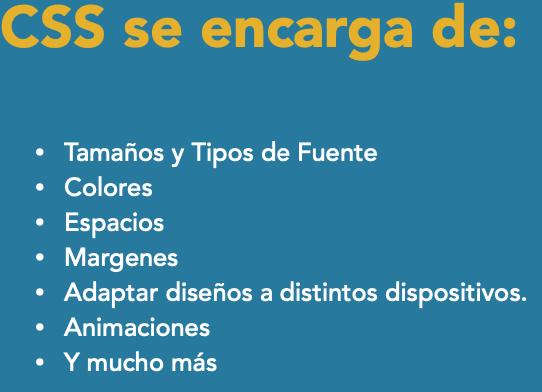 CSS se encarga de:
• Tamaños y Tipos de Fuente
• Colores
• Espacios
• Margenes
• Adaptar diseños a distintos dispositivos.
• Animaciones
• Y mucho más